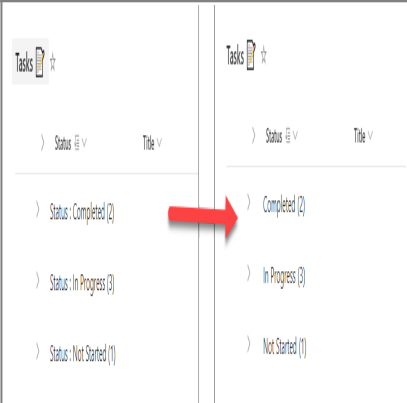 Tasks
Status Title
Status : Completed (2)
Status : In Progress (3)
Status : Not Started (1)
Tasks
Status Title
Completed (2)
In Progress (3)
Not Started (1)